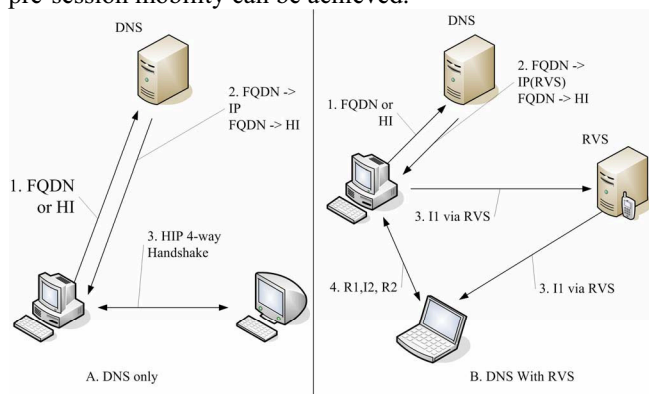 pre-session mobility can be achieved.
DNS
2. FQDN ->
IP
FQDN -> HI
1. FQDN
or HI
3. HIP 4-way
Handshake
A. DNS only
DNS
2. FQDN ->
IP(RVS)
FQDN -> HI
1. FQDN or
HI
RVS
3. I1 via RVS
4. R1,I2, R2
3. I1 via RVS
B. DNS With RVS